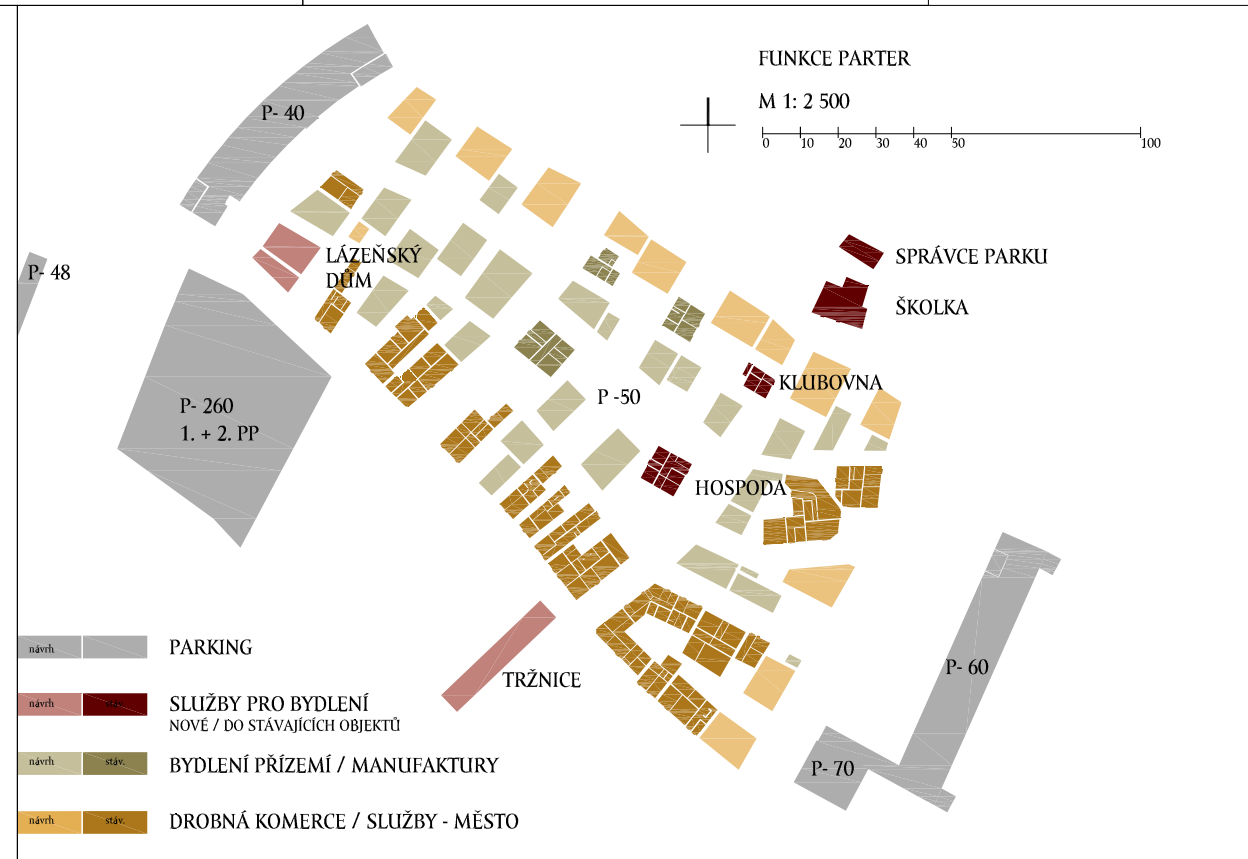 FUNKCE PARTER
M 1: 2 500
0 10 20 30 40 50 100
P- 40
P- 48
LÁZEŇSKÝ
DŮM
SPRÁVCE PARKU
ŠKOLKA
KLUBOVNA
P -50
P- 260
1. + 2. PP
HOSPODA
TRŽNICE
P- 60
P- 70
návrh PARKING
návrh stáv. SLUŽBY PRO BYDLENÍ
NOVÉ / DO STÁVAJÍCÍCH OBJEKTŮ
návrh stáv. BYDLENÍ PŘÍZEMÍ / MANUFAKTURY
návrh stáv. DROBNÁ KOMERCE / SLUŽBY - MĚSTO